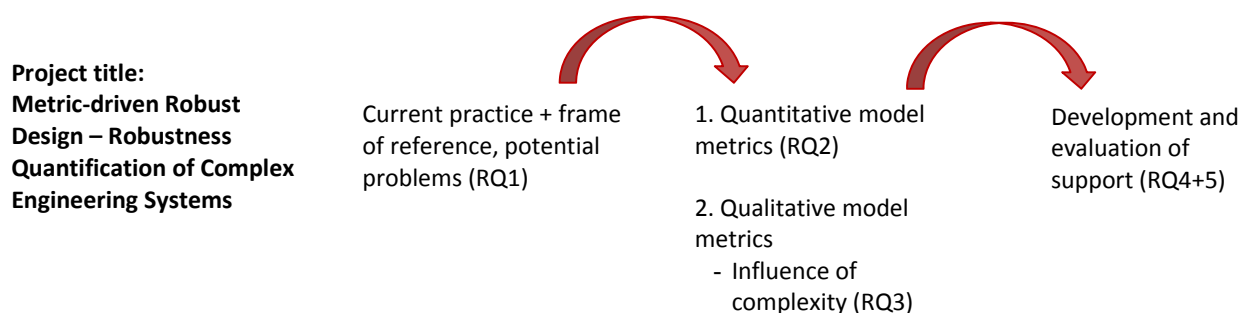 Project title:
Metric-driven Robust
Design – Robustness
Quantification of Complex
Engineering Systems
Current practice + frame
of reference, potential
problems (RQ1)
1. Quantitative model
metrics (RQ2)
2. Qualitative model
metrics
- Influence of
complexity (RQ3)
Development and
evaluation of
support (RQ4+5)